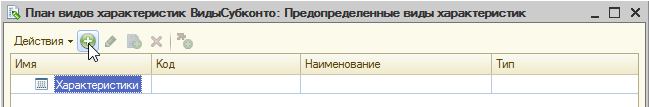 План видов характеристик ВидыСубконто: Предопределенные виды характеристик
Действия
Имя Код Наименование Тип
Характеристики